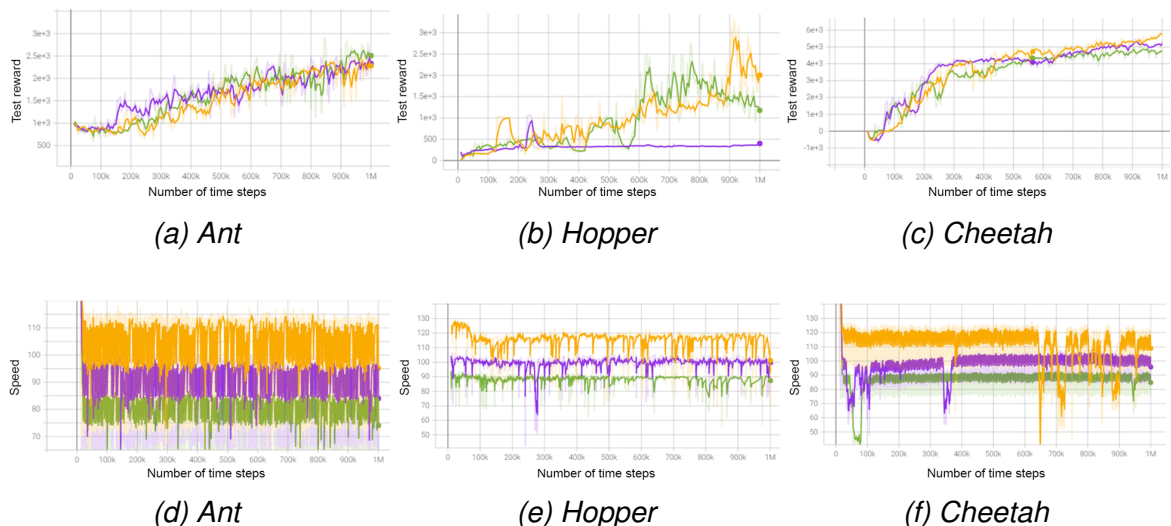 Test reward
3e+3
2.5e+3
2e+3
1.5e+3
1e+3
500
0 100k 200k 300k 400k 500k 600k 700k 800k 900k 1M
Number of time steps
(a) Ant
Test reward
3e+3
2.5e+3
2e+3
1.5e+3
1e+3
500
0
0 100k 200k 300k 400k 500k 600k 700k 800k 900k 1M
Number of time steps
(b) Hopper
Test reward
6e+3
5e+3
4e+3
3e+3
2e+3
1e+3
0
-1e+3
0 100k 200k 300k 400k 500k 600k 700k 800k 900k 1M
Number of time steps
(c) Cheetah
Speed
110
100
90
80
70
0 100k 200k 300k 400k 500k 600k 700k 800k 900k 1M
Number of time steps
(d) Ant
Speed
130
120
110
100
90
80
70
60
50
0 100k 200k 300k 400k 500k 600k 700k 800k 900k 1M
Number of time steps
(e) Hopper
Speed
130
120
110
100
90
80
70
60
50
0 100k 200k 300k 400k 500k 600k 700k 800k 900k 1M
Number of time steps
(f) Cheetah